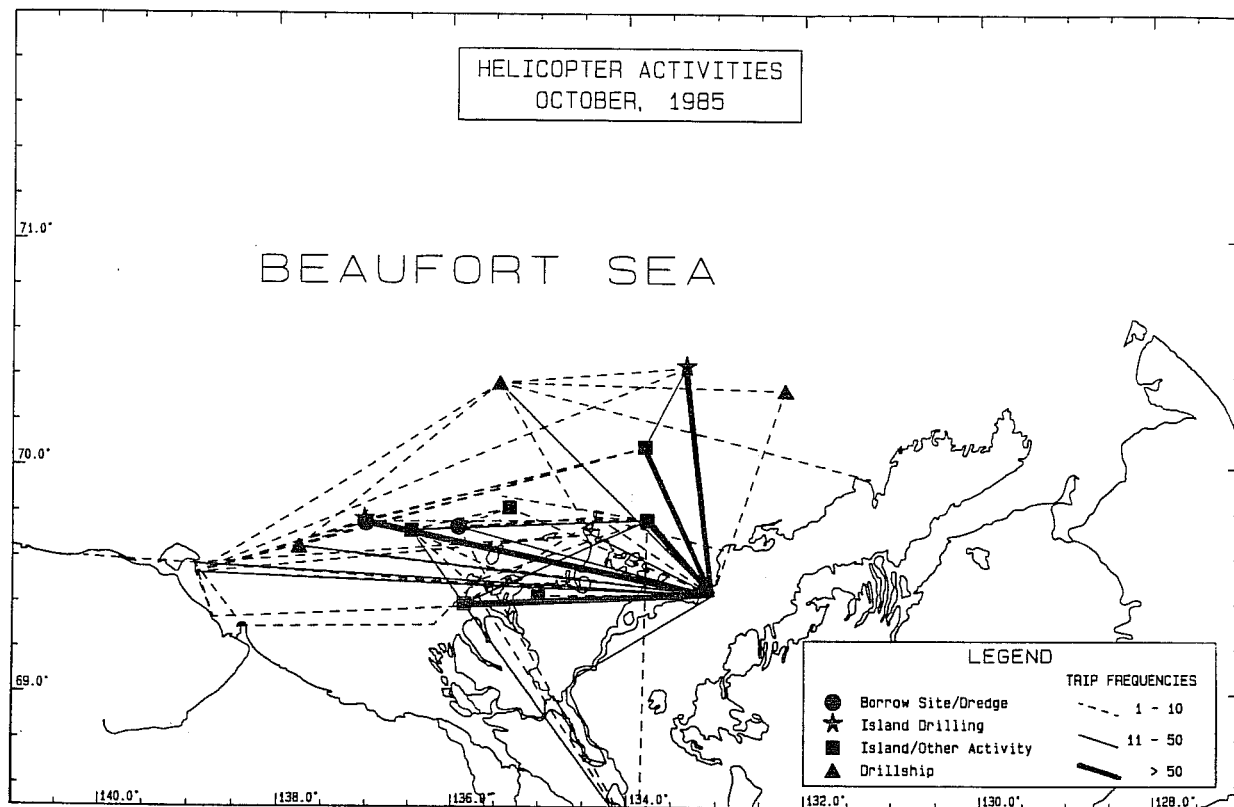 HELICOPTER ACTIVITIES
OCTOBER, 1985
71.0°
BEAUFORT SEA
70.0°
69.0°
LEGEND
TRIP FREQUENCIES
Borrow Site/Dredge
1 - 10
Island Drilling
11 - 50
Island/Other Activity
> 50
Drillship
140.0°
138.0°
136.0°
134.0°
132.0°
130.0°
128.0°